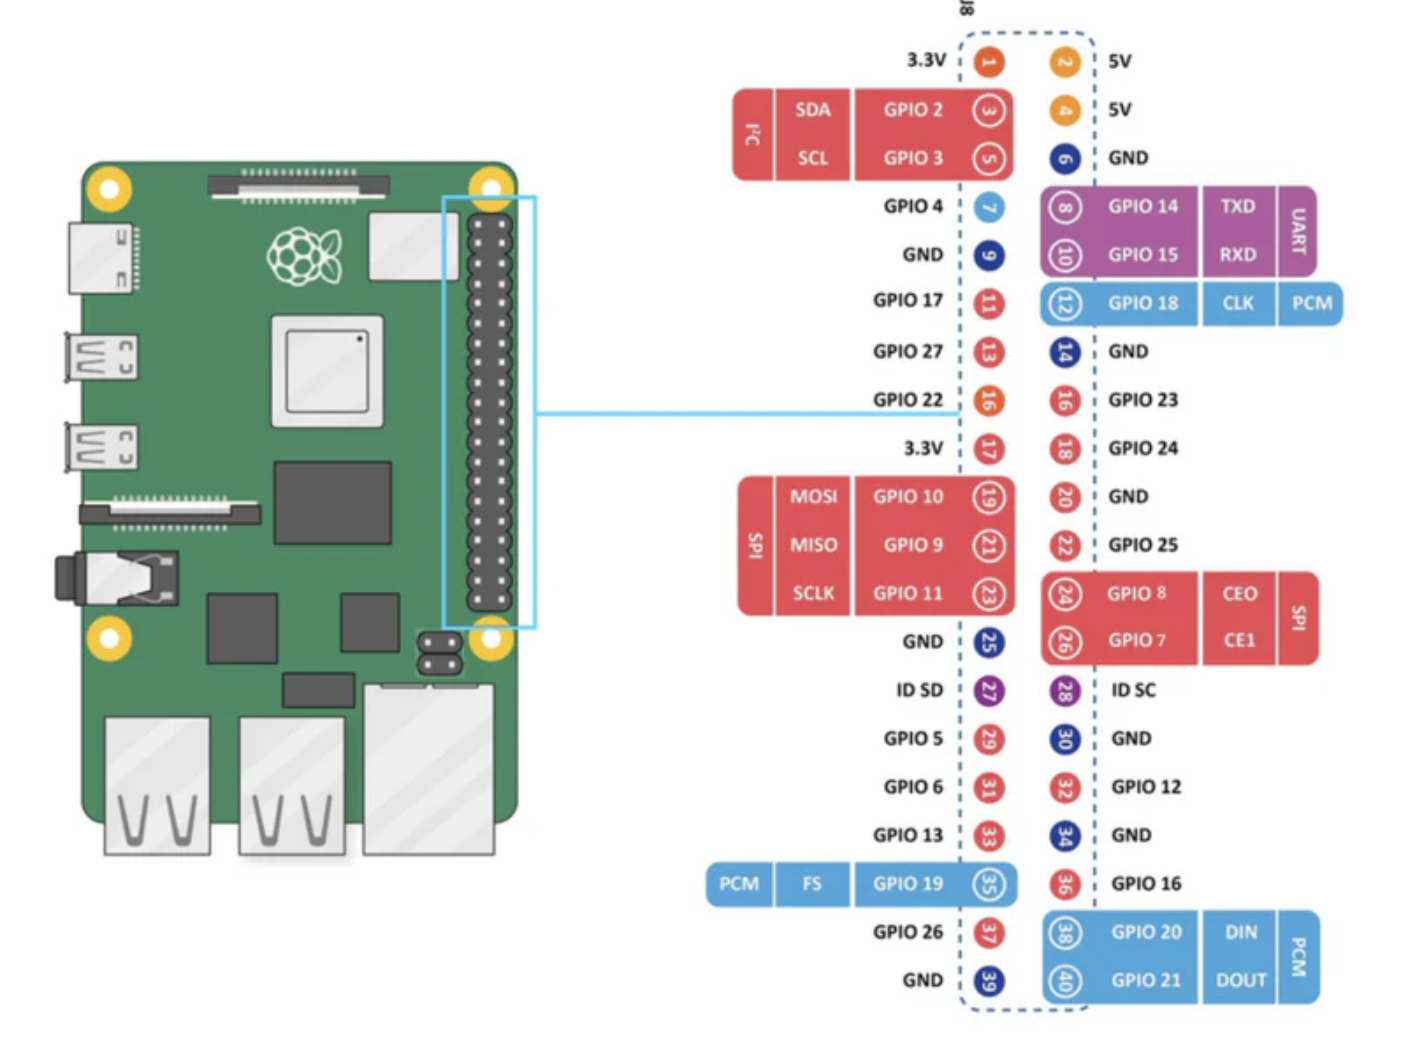 J8
3.3V 1 2 5V
I²C SDA GPIO 2 3 4 5V
SCL GPIO 3 5 6 GND
GPIO 4 7 8 GPIO 14 TXD UART
GND 9 10 GPIO 15 RXD
GPIO 17 11 12 GPIO 18 CLK PCM
GPIO 27 13 14 GND
GPIO 22 16 16 GPIO 23
3.3V 17 18 GPIO 24
SPI MOSI GPIO 10 19 20 GND
MISO GPIO 9 21 22 GPIO 25
SCLK GPIO 11 23 24 GPIO 8 CEO SPI
GND 25 26 GPIO 7 CE1
ID SD 27 28 ID SC
GPIO 5 29 30 GND
GPIO 6 31 32 GPIO 12
GPIO 13 33 34 GND
PCM FS GPIO 19 35 36 GPIO 16
GPIO 26 37 38 GPIO 20 DIN PCM
GND 39 40 GPIO 21 DOUT